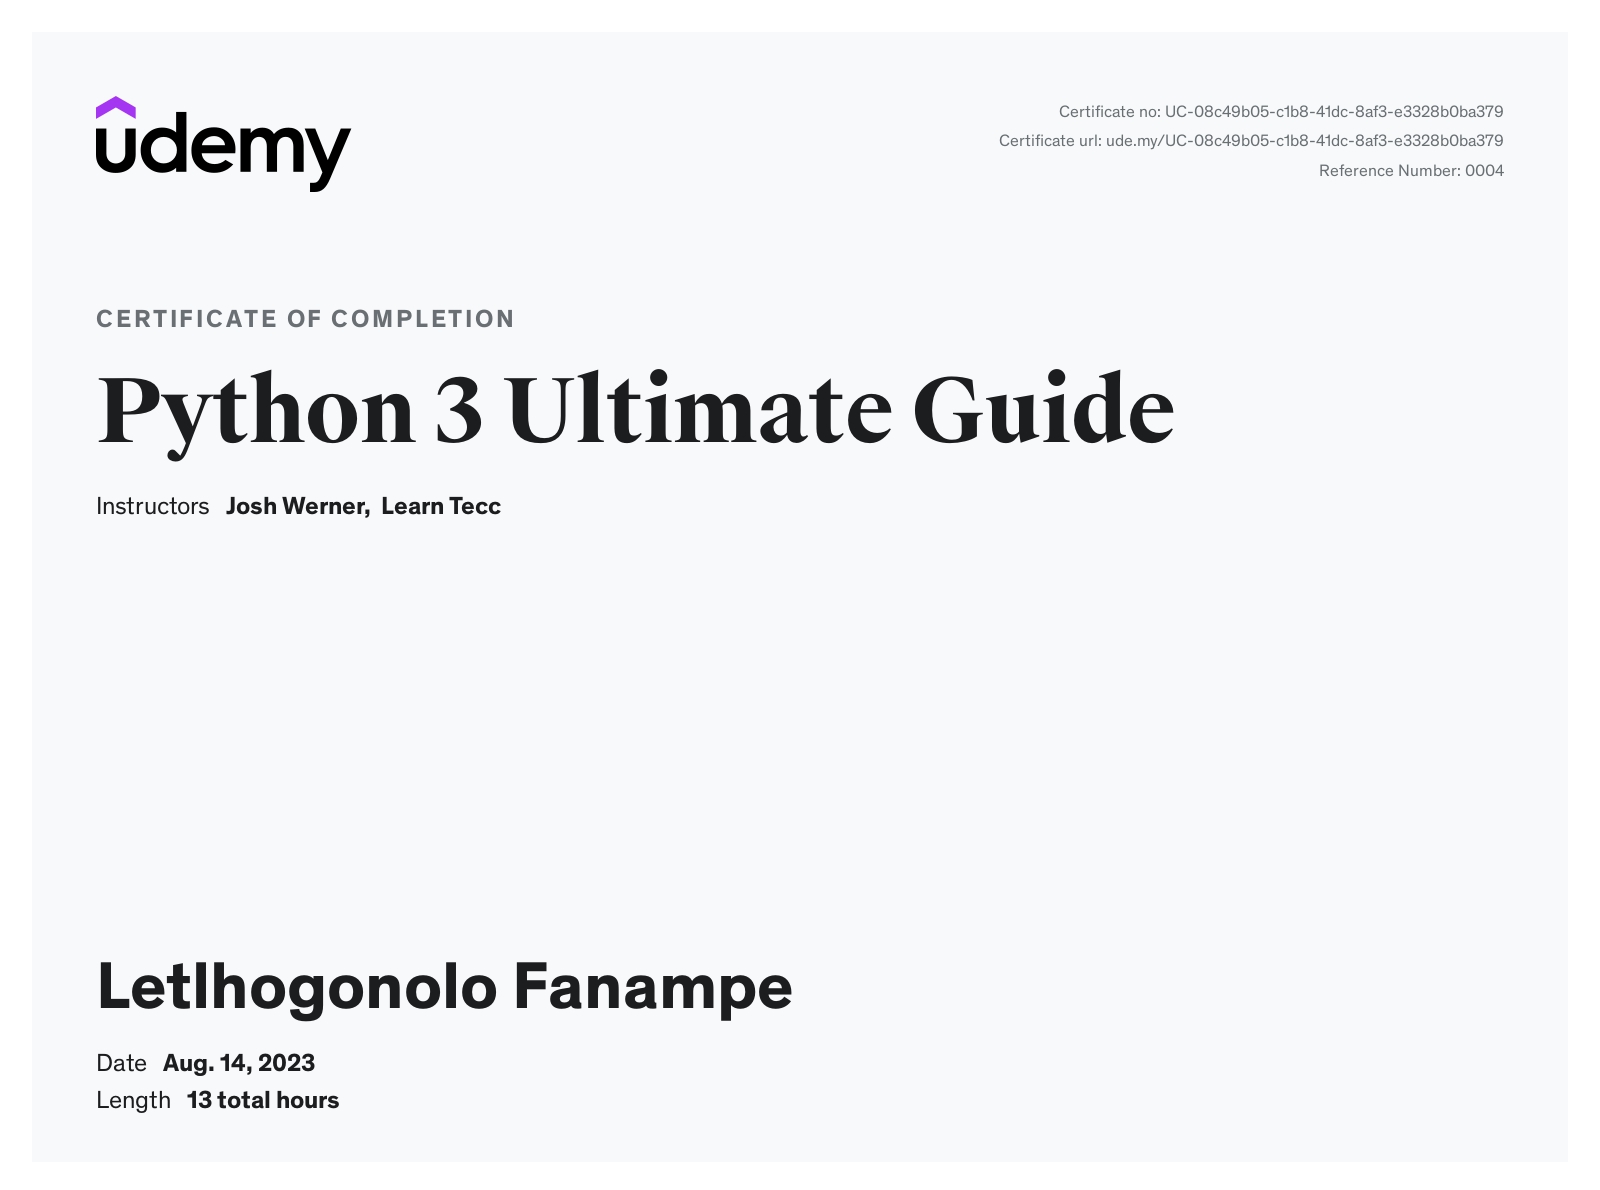 udemy
Certificate no: UC-08c49b05-c1b8-41dc-8af3-e3328b0ba379
Certificate url: ude.my/UC-08c49b05-c1b8-41dc-8af3-e3328b0ba379
Reference Number: 0004
CERTIFICATE OF COMPLETION
Python 3 Ultimate Guide
Instructors Josh Werner, Learn Tecc
Letlhogonolo Fanampe
Date Aug. 14, 2023
Length 13 total hours